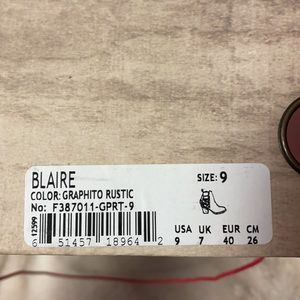 BLAIRE
COLOR: GRAPHITO RUSTIC
No: F387011-GPRT-9
SIZE: 9
USA UK EUR CM
9 7 40 26
12599
6 51457 18964 2